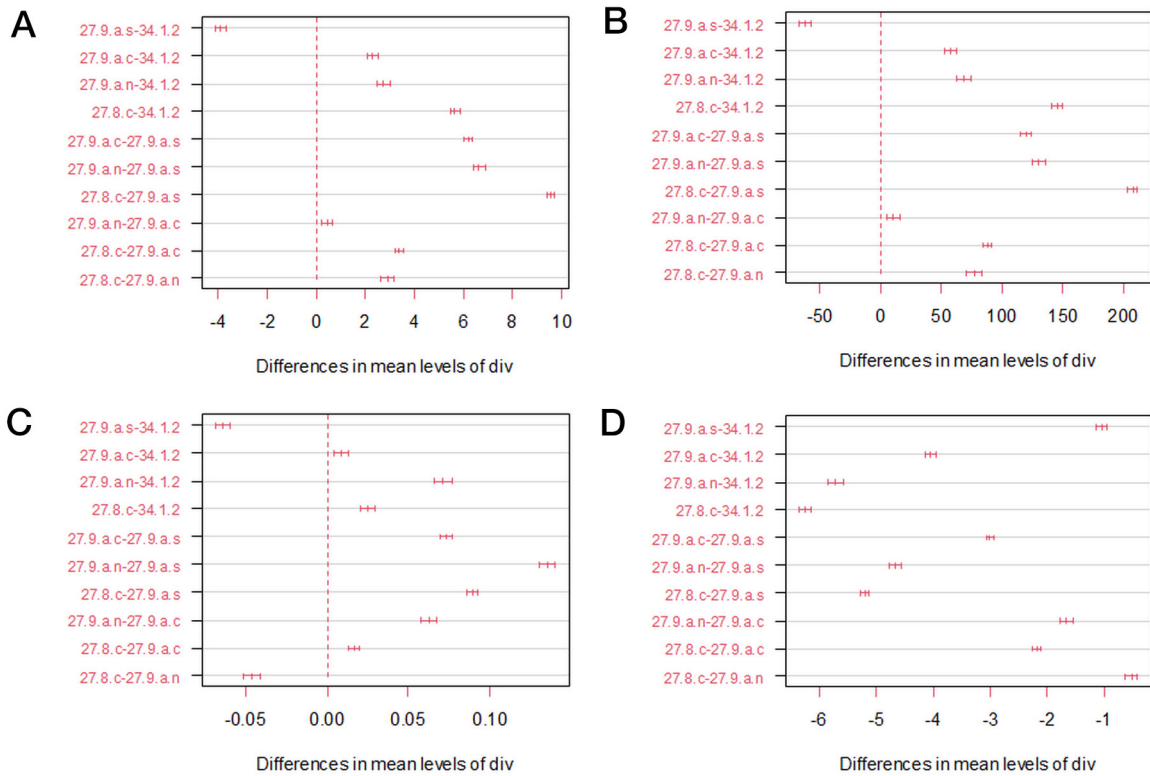 A
27.9.a.s-34.1.2
27.9.a.c-34.1.2
27.9.a.n-34.1.2
27.8.c-34.1.2
27.9.a.c-27.9.a.s
27.9.a.n-27.9.a.s
27.8.c-27.9.a.s
27.9.a.n-27.9.a.c
27.8.c-27.9.a.c
27.8.c-27.9.a.n
-4 -2 0 2 4 6 8 10
Differences in mean levels of div
B
27.9.a.s-34.1.2
27.9.a.c-34.1.2
27.9.a.n-34.1.2
27.8.c-34.1.2
27.9.a.c-27.9.a.s
27.9.a.n-27.9.a.s
27.8.c-27.9.a.s
27.9.a.n-27.9.a.c
27.8.c-27.9.a.c
27.8.c-27.9.a.n
-50 0 50 100 150 200
Differences in mean levels of div
C
27.9.a.s-34.1.2
27.9.a.c-34.1.2
27.9.a.n-34.1.2
27.8.c-34.1.2
27.9.a.c-27.9.a.s
27.9.a.n-27.9.a.s
27.8.c-27.9.a.s
27.9.a.n-27.9.a.c
27.8.c-27.9.a.c
27.8.c-27.9.a.n
-0.05 0.00 0.05 0.10
Differences in mean levels of div
D
27.9.a.s-34.1.2
27.9.a.c-34.1.2
27.9.a.n-34.1.2
27.8.c-34.1.2
27.9.a.c-27.9.a.s
27.9.a.n-27.9.a.s
27.8.c-27.9.a.s
27.9.a.n-27.9.a.c
27.8.c-27.9.a.c
27.8.c-27.9.a.n
-6 -5 -4 -3 -2 -1
Differences in mean levels of div